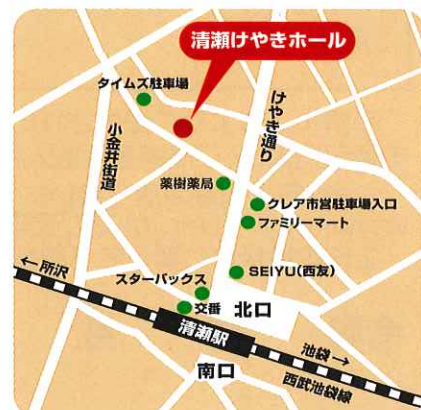 清瀬けやきホール
タイムズ駐車場
けやき通り
小金井街道
薬樹薬局
クレア市営駐車場入口
ファミリーマート
←所沢
スターバックス
SEIYU(西友)
交番
北口
清瀬駅
池袋→
南口
西武池袋線